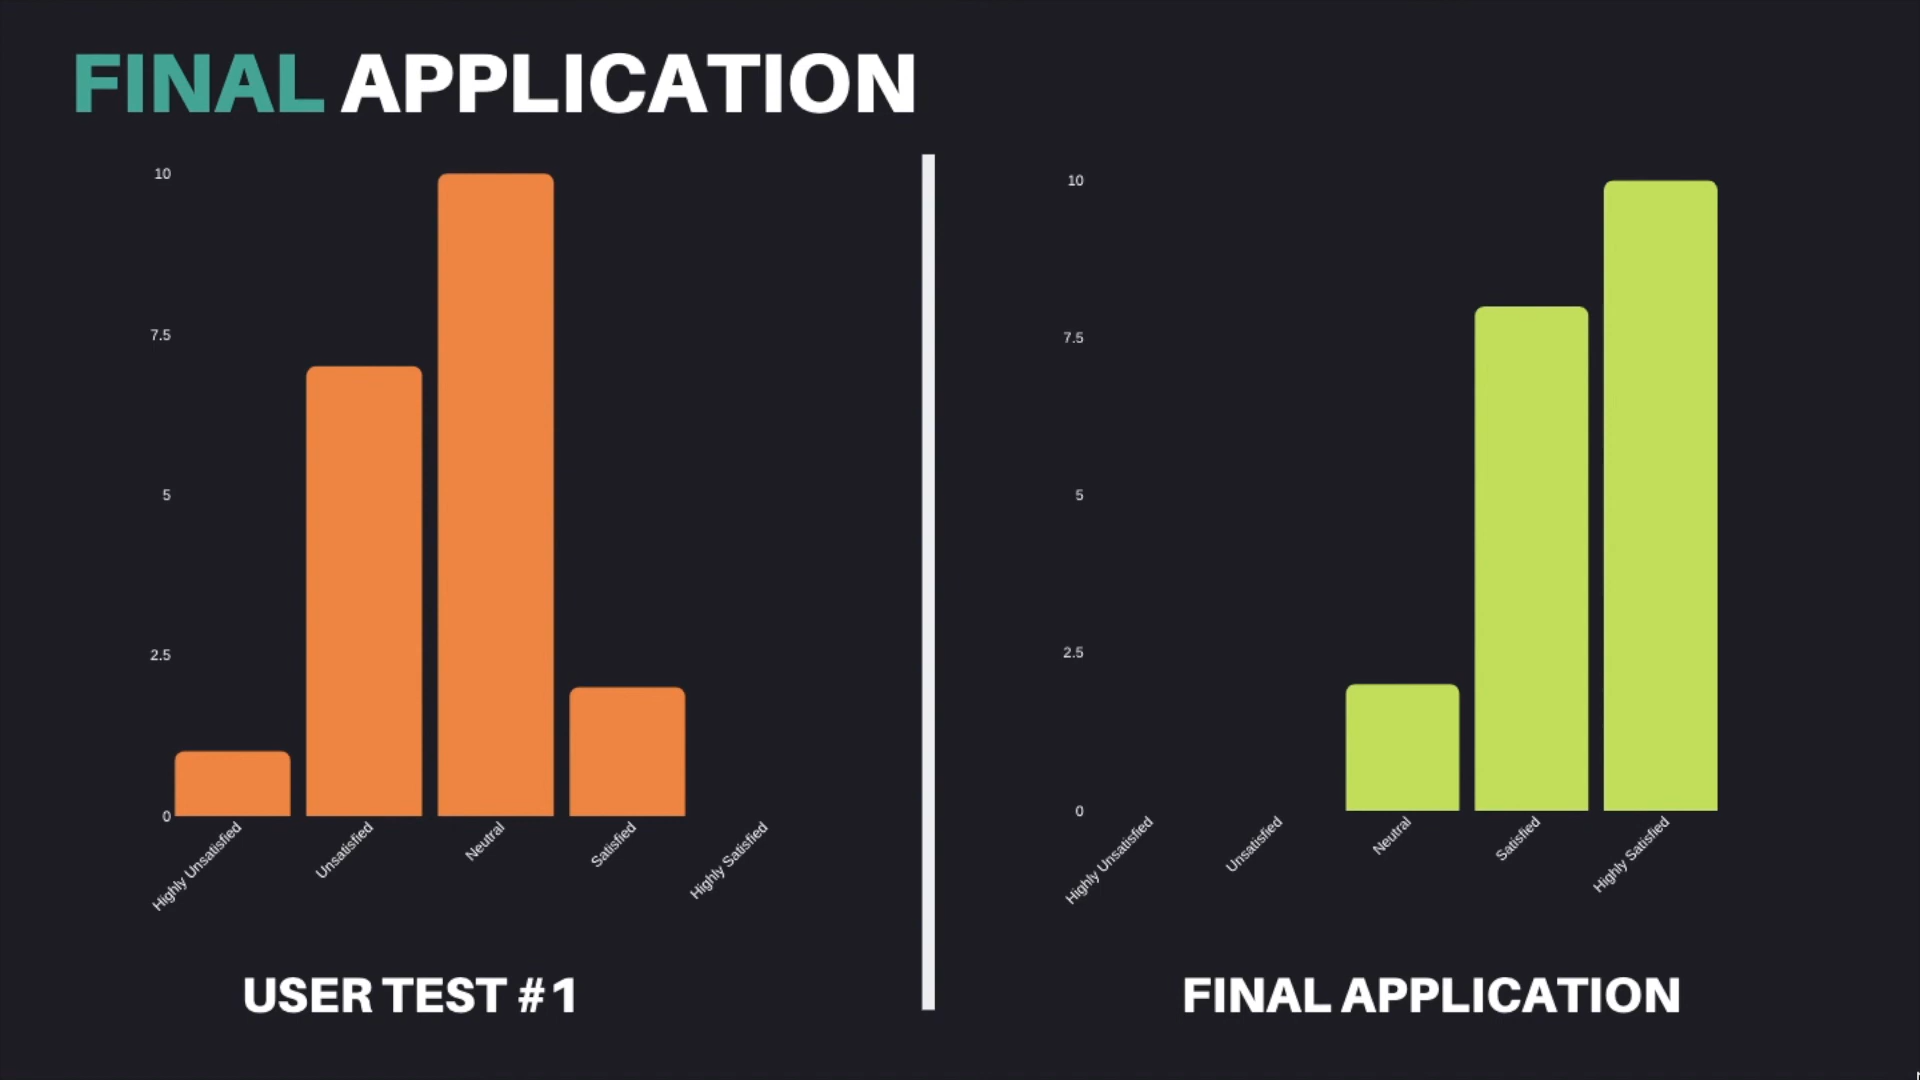 FINAL APPLICATION
10
7.5
5
2.5
0
Highly Unsatisfied
Unsatisfied
Neutral
Satisfied
Highly Satisfied
USER TEST #1
10
7.5
5
2.5
0
Highly Unsatisfied
Unsatisfied
Neutral
Satisfied
Highly Satisfied
FINAL APPLICATION